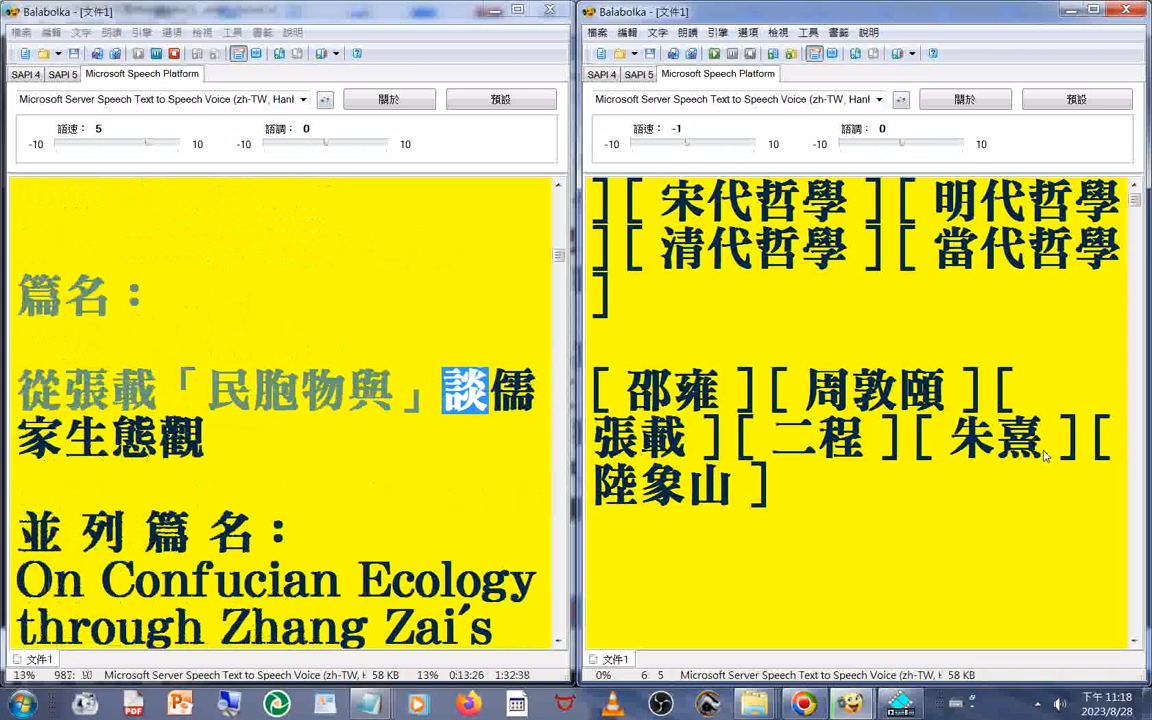 Balabolka - [文件1]
檔案 編輯 文字 朗讀 引擎 選項 檢視 工具 書籤 說明
SAPI 4 SAPI 5 Microsoft Speech Platform
Microsoft Server Speech Text to Speech Voice (zh-TW, Han
關於
預設
語速： 5
語調： 0
-10 10 -10 10
篇名：
從張載「民胞物與」談儒
家生態觀
並 列 篇 名：
On Confucian Ecology
through Zhang Zai's
文件1
13% 58 KB 13% 0:13:26 1:32:38
Microsoft Server Speech Text to Speech Voice (zh-TW,
Balabolka - [文件1]
檔案 編輯 文字 朗讀 引擎 選項 檢視 工具 書籤 說明
SAPI 4 SAPI 5 Microsoft Speech Platform
Microsoft Server Speech Text to Speech Voice (zh-TW, Han
關於
預設
語速： -1
語調： 0
-10 10 -10 10
] [ 宋代哲學 ] [ 明代哲學
] [ 清代哲學 ] [ 當代哲學
]
[ 邵雍 ] [ 周敦頤 ] [
張載 ] [ 二程 ] [ 朱熹 ] [
陸象山 ]
文件1
0% 6: 5 Microsoft Server Speech Text to Speech Voice (zh-TW, 58 KB
下午 11:18
2023/8/28